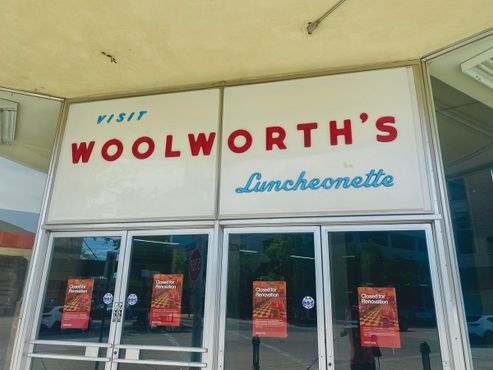 VISIT
WOOLWORTH'S
Luncheonette
Closed for
Renovation
Closed for
Renovation
Closed for
Renovation
Closed for
Renovation